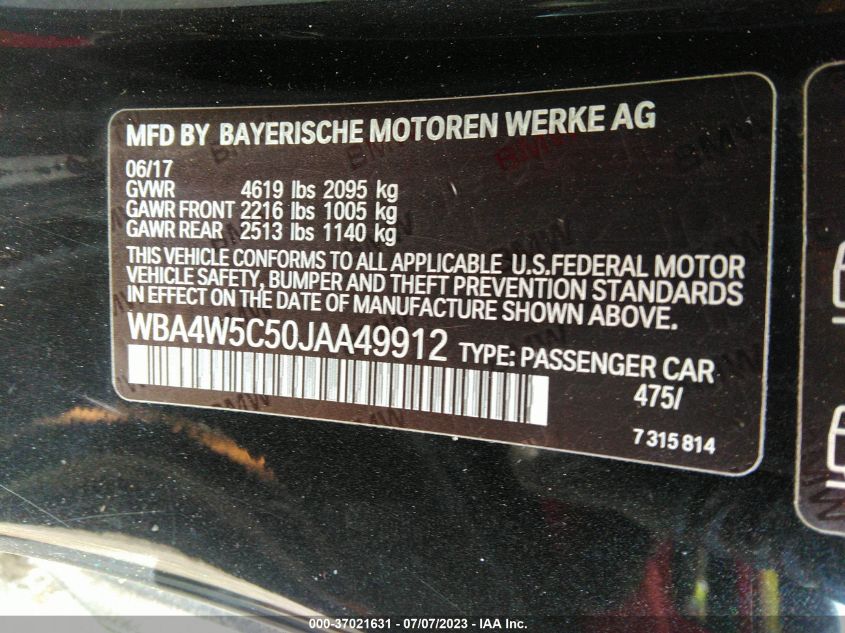 MFD BY BAYERISCHE MOTOREN WERKE AG
06/17
GVWR 4619 lbs 2095 kg
GAWR FRONT 2216 lbs 1005 kg
GAWR REAR 2513 lbs 1140 kg
THIS VEHICLE CONFORMS TO ALL APPLICABLE U.S.FEDERAL MOTOR
VEHICLE SAFETY, BUMPER AND THEFT PREVENTION STANDARDS
IN EFFECT ON THE DATE OF MANUFACTURE SHOWN ABOVE.
WBA4W5C50JAA49912 TYPE: PASSENGER CAR
475/
7 315 814
000-37021631 - 07/07/2023 - IAA Inc.